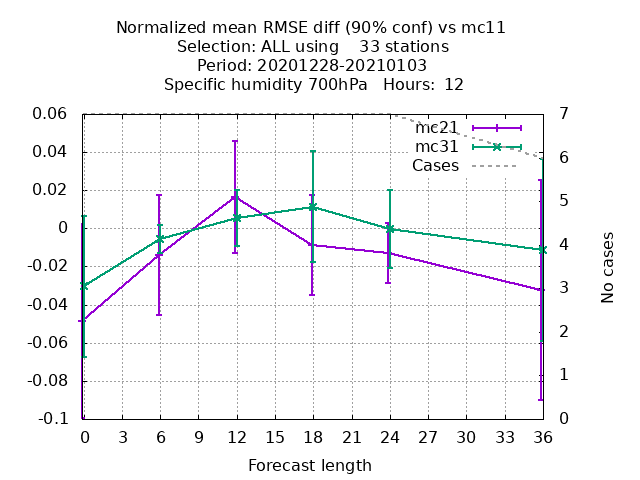 Normalized mean RMSE diff (90% conf) vs mc11
Selection: ALL using    33 stations
Period: 20201228-20210103
Specific humidity 700hPa   Hours:  12
0.06
0.04
0.02
0
-0.02
-0.04
-0.06
-0.08
-0.1
mc21
mc31
Cases
7
6
5
4
3
2
1
0
No cases
0 3 6 9 12 15 18 21 24 27 30 33 36
Forecast length